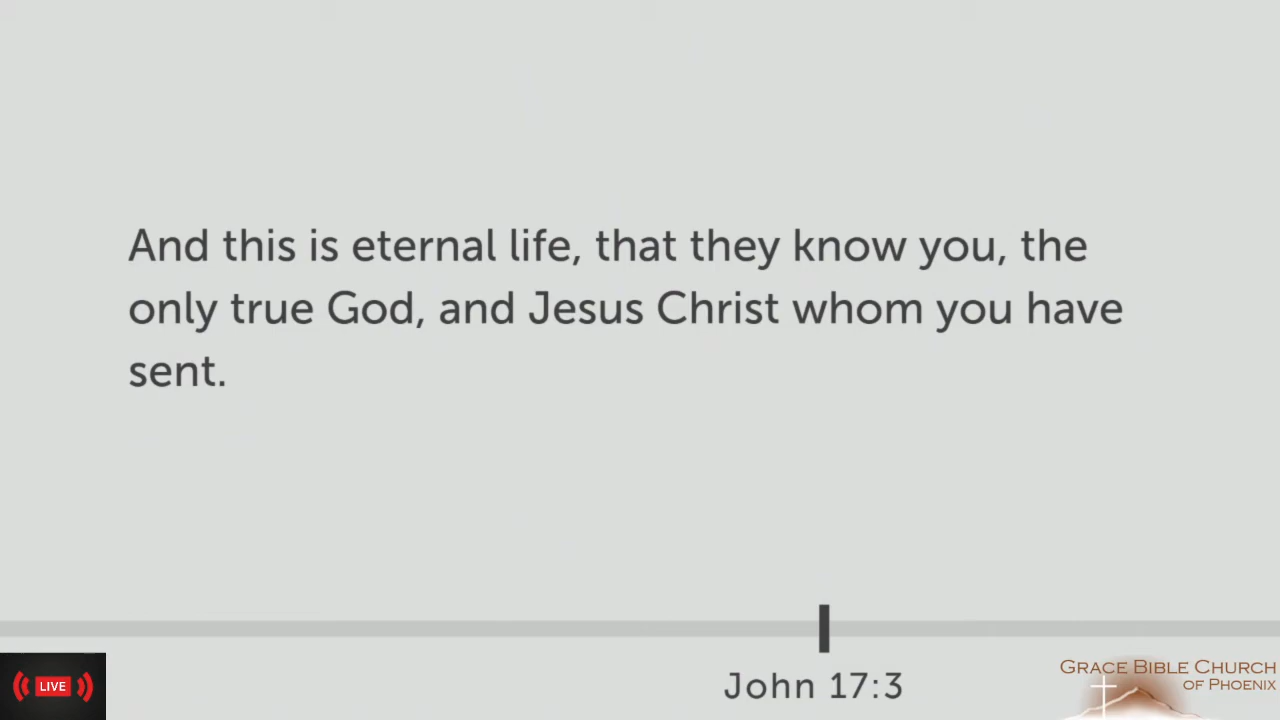 And this is eternal life, that they know you, the
only true God, and Jesus Christ whom you have
sent.
John 17:3
LIVE
Grace Bible Church
of Phoenix